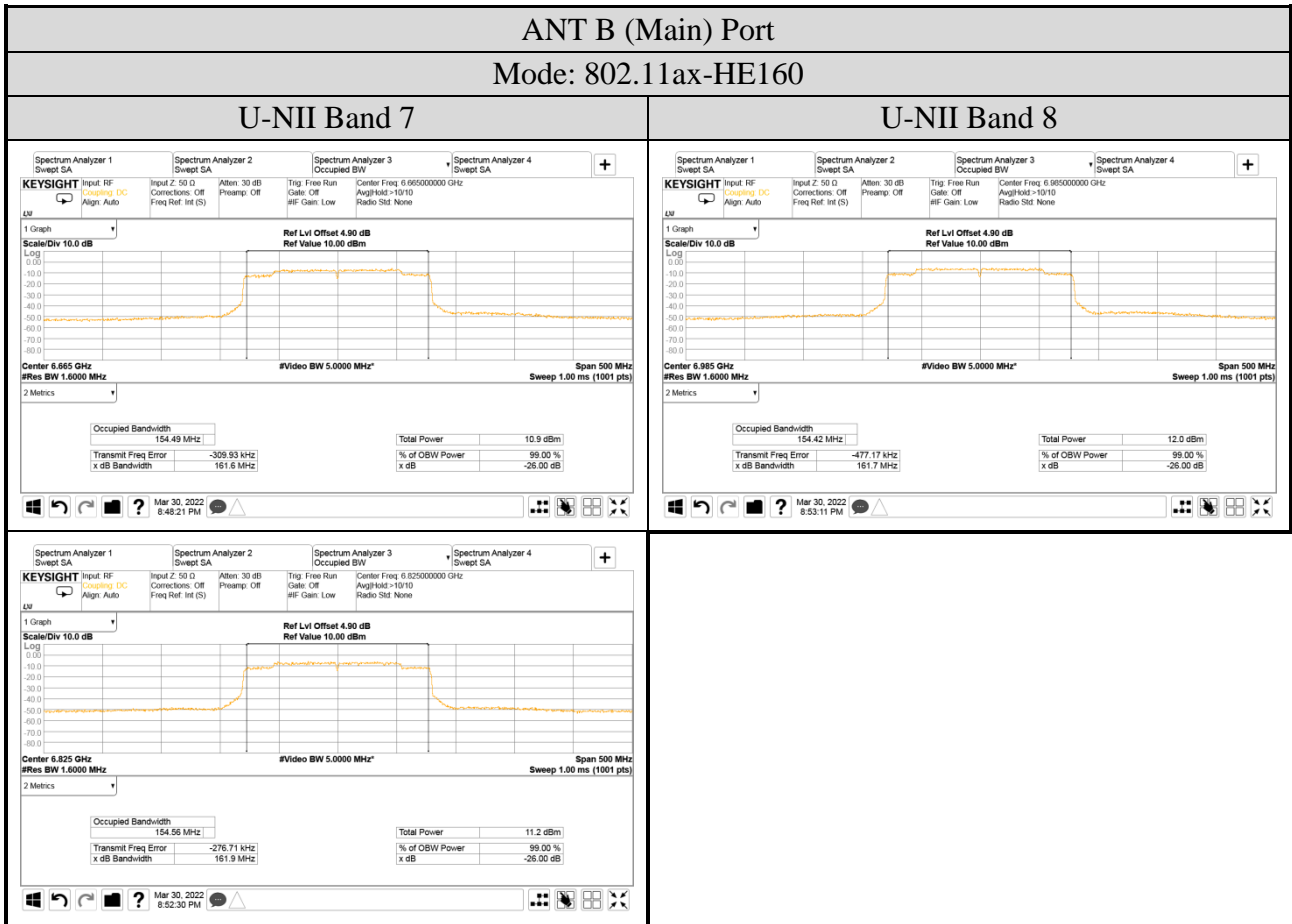 ANT B (Main) Port
Mode: 802.11ax-HE160
U-NII Band 7
U-NII Band 8
Spectrum Analyzer 1
Swept SA
Spectrum Analyzer 2
Swept SA
Spectrum Analyzer 3
Occupied BW
Spectrum Analyzer 4
Swept SA
+
KEYSIGHT
Input: RF
Coupling: DC
Align: Auto
Input Z: 50 Ω
Corrections: Off
Freq Ref: Int (S)
Atten: 30 dB
Preamp: Off
Trig: Free Run
Gate: Off
#IF Gain: Low
Center Freq: 6.665000000 GHz
Avg|Hold:>10/10
Radio Std: None
LXI
1 Graph
Scale/Div 10.0 dB
Ref Lvl Offset 4.90 dB
Ref Value 10.00 dBm
Log
0.00
-10.0
-20.0
-30.0
-40.0
-50.0
-60.0
-70.0
-80.0
Center 6.665 GHz
#Res BW 1.6000 MHz
#Video BW 5.0000 MHz*
Span 500 MHz
Sweep 1.00 ms (1001 pts)
2 Metrics
Occupied Bandwidth
154.49 MHz
Transmit Freq Error -309.93 kHz
x dB Bandwidth 161.6 MHz
Total Power 10.9 dBm
% of OBW Power 99.00 %
x dB -26.00 dB
?
Mar 30, 2022
8:48:21 PM
Spectrum Analyzer 1
Swept SA
Spectrum Analyzer 2
Swept SA
Spectrum Analyzer 3
Occupied BW
Spectrum Analyzer 4
Swept SA
+
KEYSIGHT
Input: RF
Coupling: DC
Align: Auto
Input Z: 50 Ω
Corrections: Off
Freq Ref: Int (S)
Atten: 30 dB
Preamp: Off
Trig: Free Run
Gate: Off
#IF Gain: Low
Center Freq: 6.985000000 GHz
Avg|Hold:>10/10
Radio Std: None
LXI
1 Graph
Scale/Div 10.0 dB
Ref Lvl Offset 4.90 dB
Ref Value 10.00 dBm
Log
0.00
-10.0
-20.0
-30.0
-40.0
-50.0
-60.0
-70.0
-80.0
Center 6.985 GHz
#Res BW 1.6000 MHz
#Video BW 5.0000 MHz*
Span 500 MHz
Sweep 1.00 ms (1001 pts)
2 Metrics
Occupied Bandwidth
154.42 MHz
Transmit Freq Error -477.17 kHz
x dB Bandwidth 161.7 MHz
Total Power 12.0 dBm
% of OBW Power 99.00 %
x dB -26.00 dB
?
Mar 30, 2022
8:53:11 PM
Spectrum Analyzer 1
Swept SA
Spectrum Analyzer 2
Swept SA
Spectrum Analyzer 3
Occupied BW
Spectrum Analyzer 4
Swept SA
+
KEYSIGHT
Input: RF
Coupling: DC
Align: Auto
Input Z: 50 Ω
Corrections: Off
Freq Ref: Int (S)
Atten: 30 dB
Preamp: Off
Trig: Free Run
Gate: Off
#IF Gain: Low
Center Freq: 6.825000000 GHz
Avg|Hold:>10/10
Radio Std: None
LXI
1 Graph
Scale/Div 10.0 dB
Ref Lvl Offset 4.90 dB
Ref Value 10.00 dBm
Log
0.00
-10.0
-20.0
-30.0
-40.0
-50.0
-60.0
-70.0
-80.0
Center 6.825 GHz
#Res BW 1.6000 MHz
#Video BW 5.0000 MHz*
Span 500 MHz
Sweep 1.00 ms (1001 pts)
2 Metrics
Occupied Bandwidth
154.56 MHz
Transmit Freq Error -276.71 kHz
x dB Bandwidth 161.9 MHz
Total Power 11.2 dBm
% of OBW Power 99.00 %
x dB -26.00 dB
?
Mar 30, 2022
8:52:30 PM